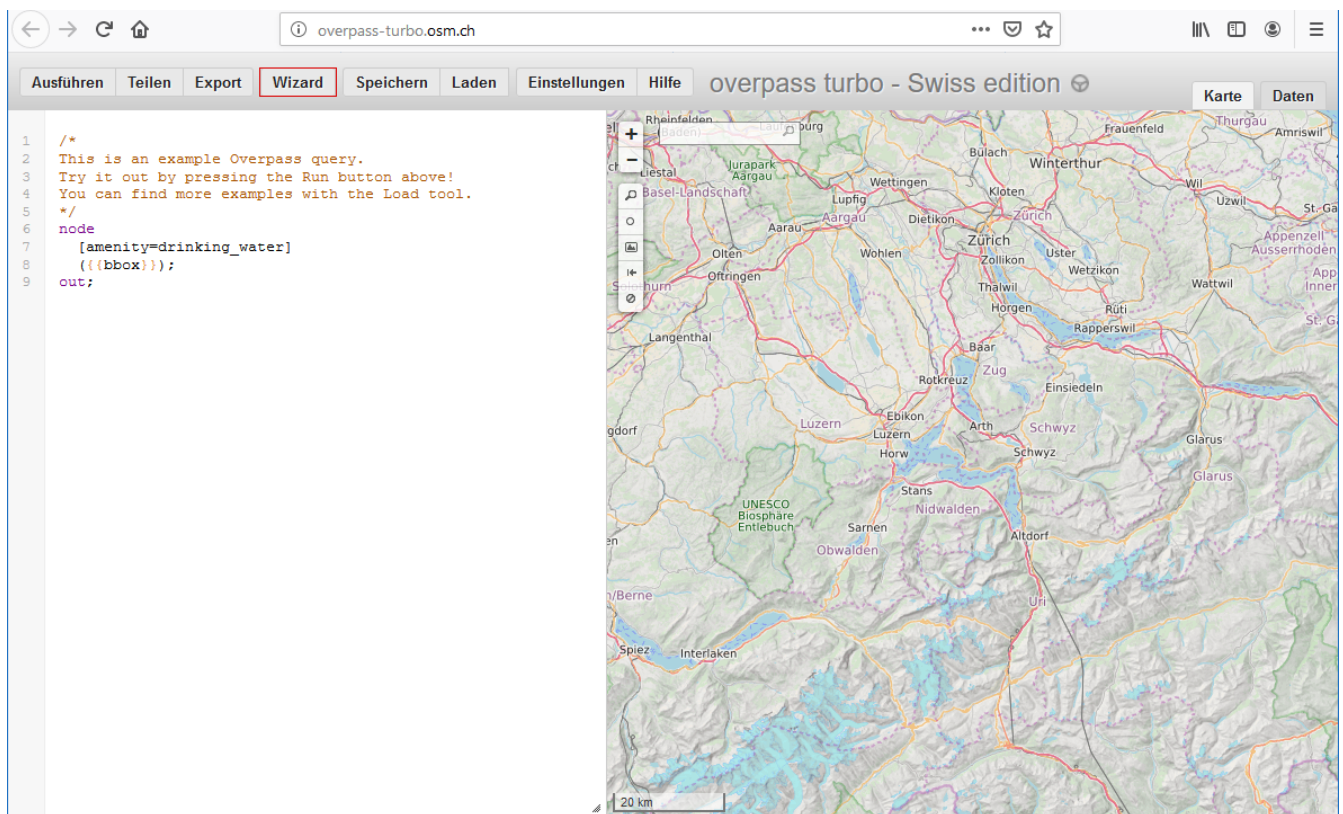 overpass-turbo.osm.ch
Ausführen Teilen Export Wizard Speichern Laden Einstellungen Hilfe overpass turbo - Swiss edition
Karte Daten
1 /*
2 This is an example Overpass query.
3 Try it out by pressing the Run button above!
4 You can find more examples with the Load tool.
5 */
6 node
7 [amenity=drinking_water]
8 ({{bbox}});
9 out;
+
−
Rheinfelden
(Baden)
Thurgau
Frauenfeld
Amriswil
Bülach
Winterthur
Liestal
Jurapark
Aargau
Basel-Landschaft
Wettingen
Kloten
Wil
Uzwil
St. Ga
Lupfig
Aargau
Dietikon
Zürich
Aarau
Zürich
Appenzell
Ausserrhoden
Olten
Wohlen
Zollikon
Uster
Wetzikon
Oftringen
Solothurn
Thalwil
Wattwil
App
Inner
Horgen
Rüti
St. G
Rapperswil
Langenthal
Baar
Zug
Rotkreuz
Einsiedeln
Ebikon
Luzern
Luzern
Arth
Schwyz
gdorf
Horw
Schwyz
Glarus
Glarus
Stans
UNESCO
Biosphäre
Entlebuch
Nidwalden
Sarnen
Altdorf
Obwalden
en
n/Berne
Uri
Spiez
Interlaken
20 km